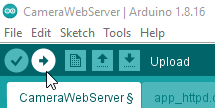 CameraWebServer | Arduino 1.8.16
File Edit Sketch Tools Help
Upload
CameraWebServer § app_httpd.c